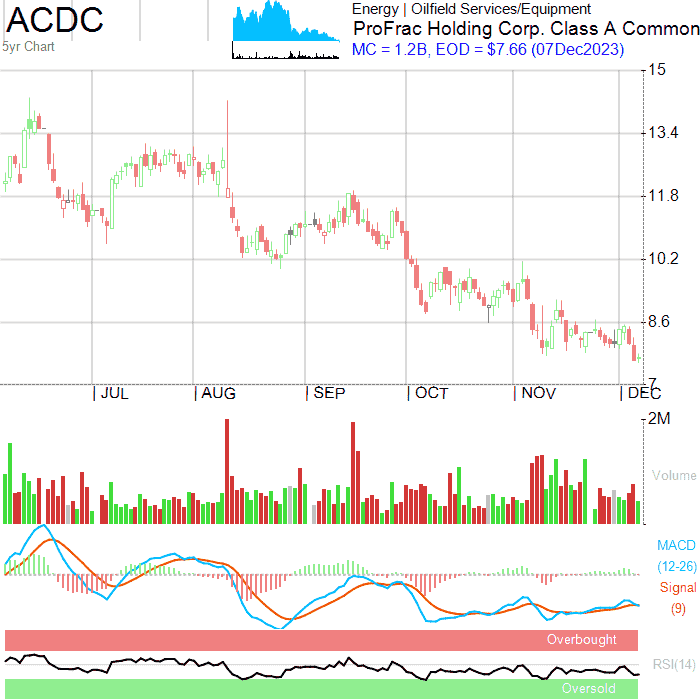 ACDC
5yr Chart
Energy | Oilfield Services/Equipment
ProFrac Holding Corp. Class A Common
MC = 1.2B, EOD = $7.66 (07Dec2023)
15
13.4
11.8
10.2
8.6
7
JUL
AUG
SEP
OCT
NOV
DEC
2M
Volume
MACD
(12-26)
Signal
(9)
Overbought
RSI(14)
Oversold